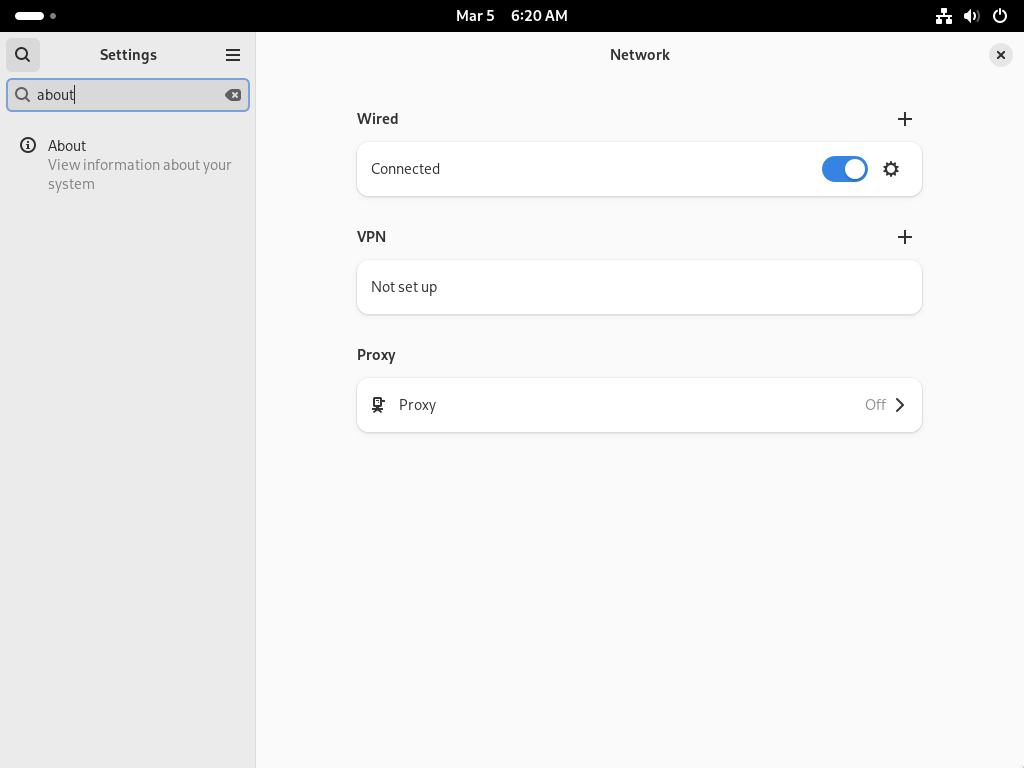 Mar 5 6:20 AM
Settings
about
About
View information about your
system
Network
Wired
Connected
VPN
Not set up
Proxy
Proxy Off